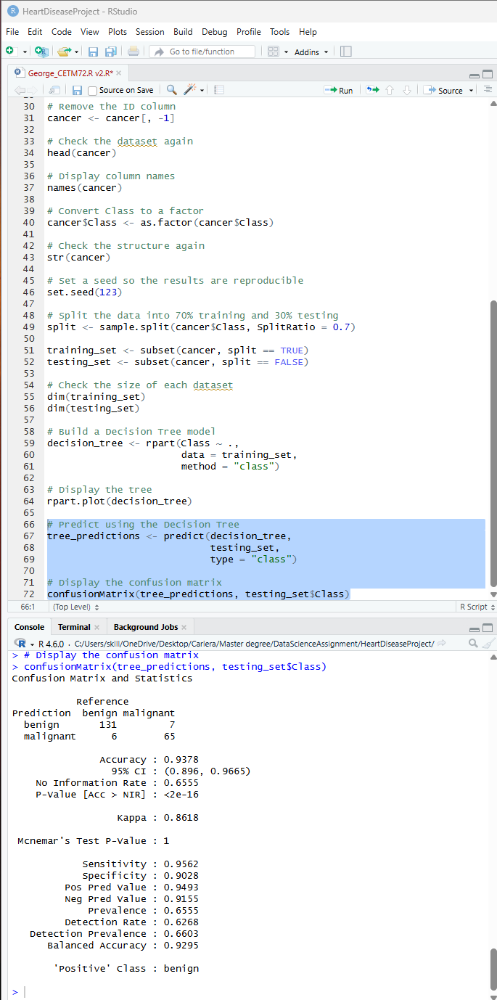 HeartDiseaseProject - RStudio
File Edit Code View Plots Session Build Debug Profile Tools Help
Go to file/function Addins
George_CETM72.R v2.R*
Source on Save Run Source
30 # Remove the ID column
31 cancer <- cancer[, -1]
32
33 # Check the dataset again
34 head(cancer)
35
36 # Display column names
37 names(cancer)
38
39 # Convert Class to a factor
40 cancer$Class <- as.factor(cancer$Class)
41
42 # Check the structure again
43 str(cancer)
44
45 # Set a seed so the results are reproducible
46 set.seed(123)
47
48 # Split the data into 70% training and 30% testing
49 split <- sample.split(cancer$Class, SplitRatio = 0.7)
50
51 training_set <- subset(cancer, split == TRUE)
52 testing_set <- subset(cancer, split == FALSE)
53
54 # Check the size of each dataset
55 dim(training_set)
56 dim(testing_set)
57
58 # Build a Decision Tree model
59 decision_tree <- rpart(Class ~ .,
60 data = training_set,
61 method = "class")
62
63 # Display the tree
64 rpart.plot(decision_tree)
65
66 # Predict using the Decision Tree
67 tree_predictions <- predict(decision_tree,
68 testing_set,
69 type = "class")
70
71 # Display the confusion matrix
72 confusionMatrix(tree_predictions, testing_set$Class)
66:1 (Top Level) R Script
Console Terminal Background Jobs
R 4.6.0 · C:/Users/skill/OneDrive/Desktop/Cariera/Master degree/DataScienceAssignment/HeartDiseaseProject/
> # Display the confusion matrix
> confusionMatrix(tree_predictions, testing_set$Class)
Confusion Matrix and Statistics
Reference
Prediction benign malignant
benign 131 7
malignant 6 65
Accuracy : 0.9378
95% CI : (0.896, 0.9665)
No Information Rate : 0.6555
P-Value [Acc > NIR] : <2e-16
Kappa : 0.8618
Mcnemar's Test P-Value : 1
Sensitivity : 0.9562
Specificity : 0.9028
Pos Pred Value : 0.9493
Neg Pred Value : 0.9155
Prevalence : 0.6555
Detection Rate : 0.6268
Detection Prevalence : 0.6603
Balanced Accuracy : 0.9295
'Positive' Class : benign
>